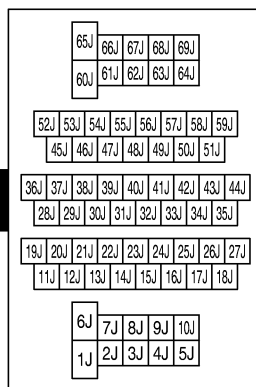 65J 66J 67J 68J 69J
60J 61J 62J 63J 64J
52J 53J 54J 55J 56J 57J 58J 59J
45J 46J 47J 48J 49J 50J 51J
36J 37J 38J 39J 40J 41J 42J 43J 44J
28J 29J 30J 31J 32J 33J 34J 35J
19J 20J 21J 22J 23J 24J 25J 26J 27J
11J 12J 13J 14J 15J 16J 17J 18J
6J 7J 8J 9J 10J
1J 2J 3J 4J 5J